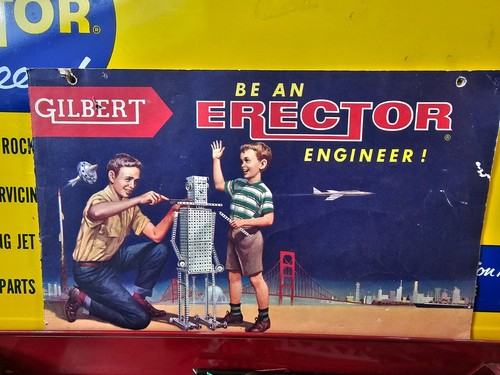 TOR®
GILBERT
BE AN
ERECTOR®
ENGINEER!
ROCK
RVICIN
NG JET
PARTS